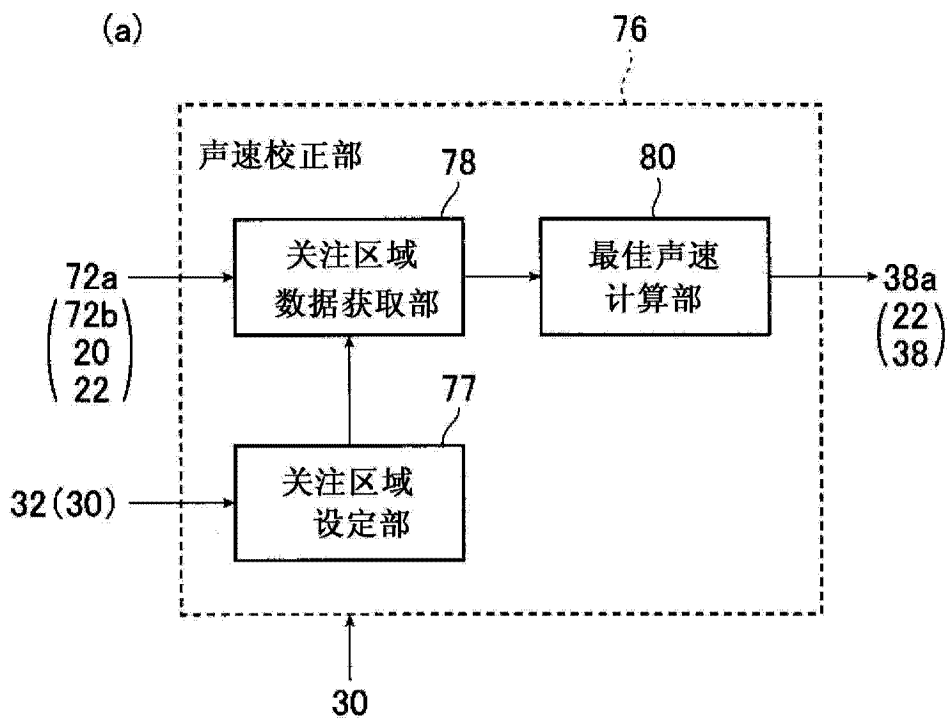 (a)
76
声速校正部
78
80
关注区域
数据获取部
最佳声速
计算部
72a
(72b
20
22)
38a
(22
38)
77
关注区域
设定部
32(30)
30